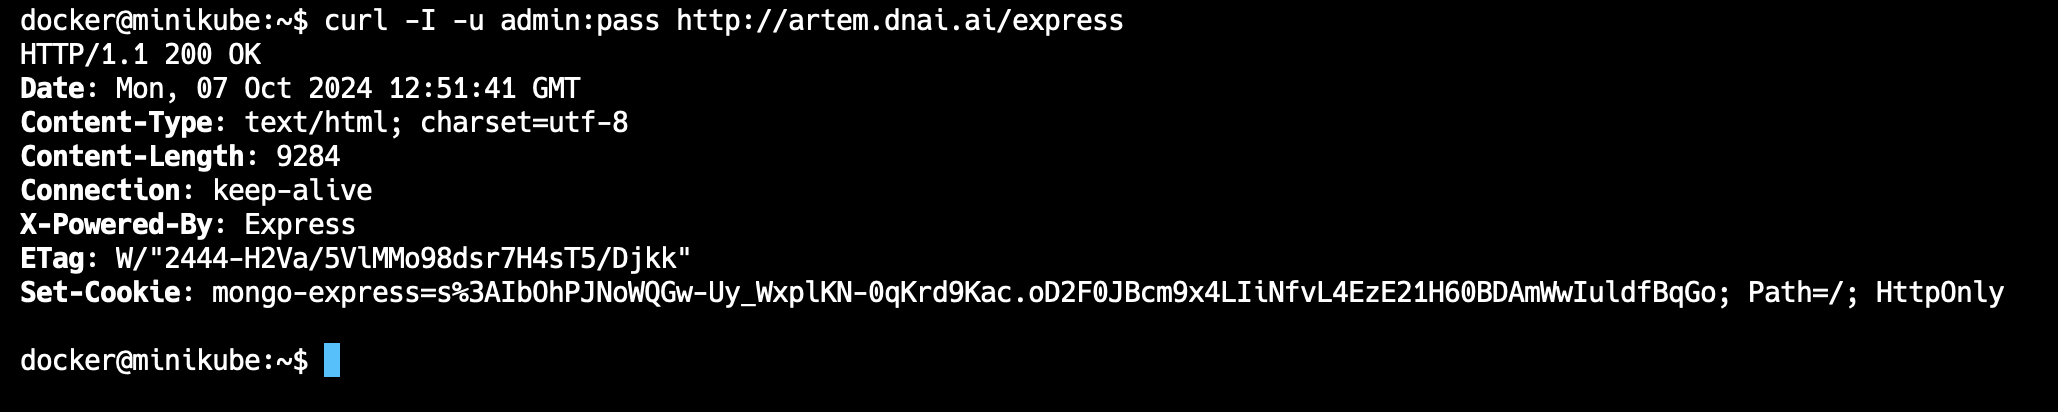 docker@minikube:~$ curl -I -u admin:pass http://artem.dnai.ai/express
HTTP/1.1 200 OK
Date: Mon, 07 Oct 2024 12:51:41 GMT
Content-Type: text/html; charset=utf-8
Content-Length: 9284
Connection: keep-alive
X-Powered-By: Express
ETag: W/"2444-H2Va/5VlMMo98dsr7H4sT5/Djkk"
Set-Cookie: mongo-express=s%3AIbOhPJNoWQGw-Uy_WxplKN-0qKrd9Kac.oD2F0JBcm9x4LIiNfvL4EzE21H60BDAmWwIuldfBqGo; Path=/; HttpOnly
docker@minikube:~$